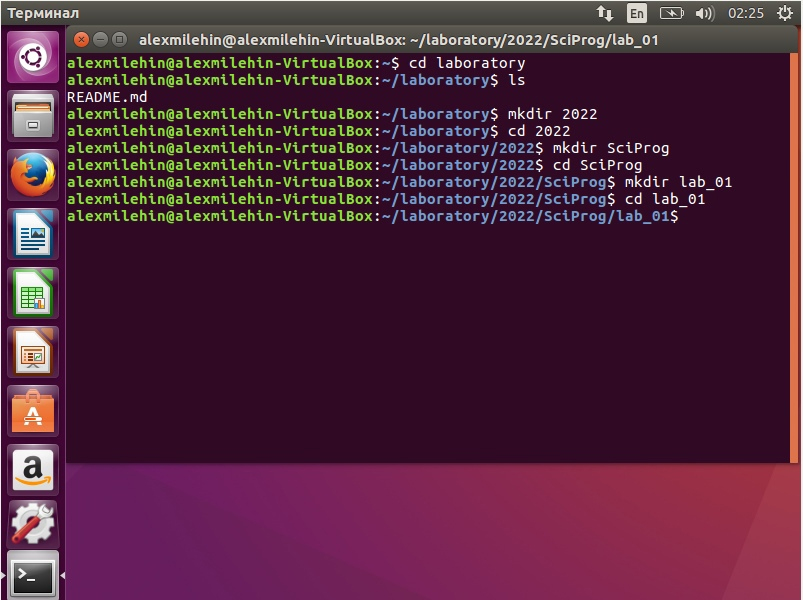 Терминал
En
02:25
alexmilehin@alexmilehin-VirtualBox: ~/laboratory/2022/SciProg/lab_01
alexmilehin@alexmilehin-VirtualBox:~$ cd laboratory
alexmilehin@alexmilehin-VirtualBox:~/laboratory$ ls
README.md
alexmilehin@alexmilehin-VirtualBox:~/laboratory$ mkdir 2022
alexmilehin@alexmilehin-VirtualBox:~/laboratory$ cd 2022
alexmilehin@alexmilehin-VirtualBox:~/laboratory/2022$ mkdir SciProg
alexmilehin@alexmilehin-VirtualBox:~/laboratory/2022$ cd SciProg
alexmilehin@alexmilehin-VirtualBox:~/laboratory/2022/SciProg$ mkdir lab_01
alexmilehin@alexmilehin-VirtualBox:~/laboratory/2022/SciProg$ cd lab_01
alexmilehin@alexmilehin-VirtualBox:~/laboratory/2022/SciProg/lab_01$